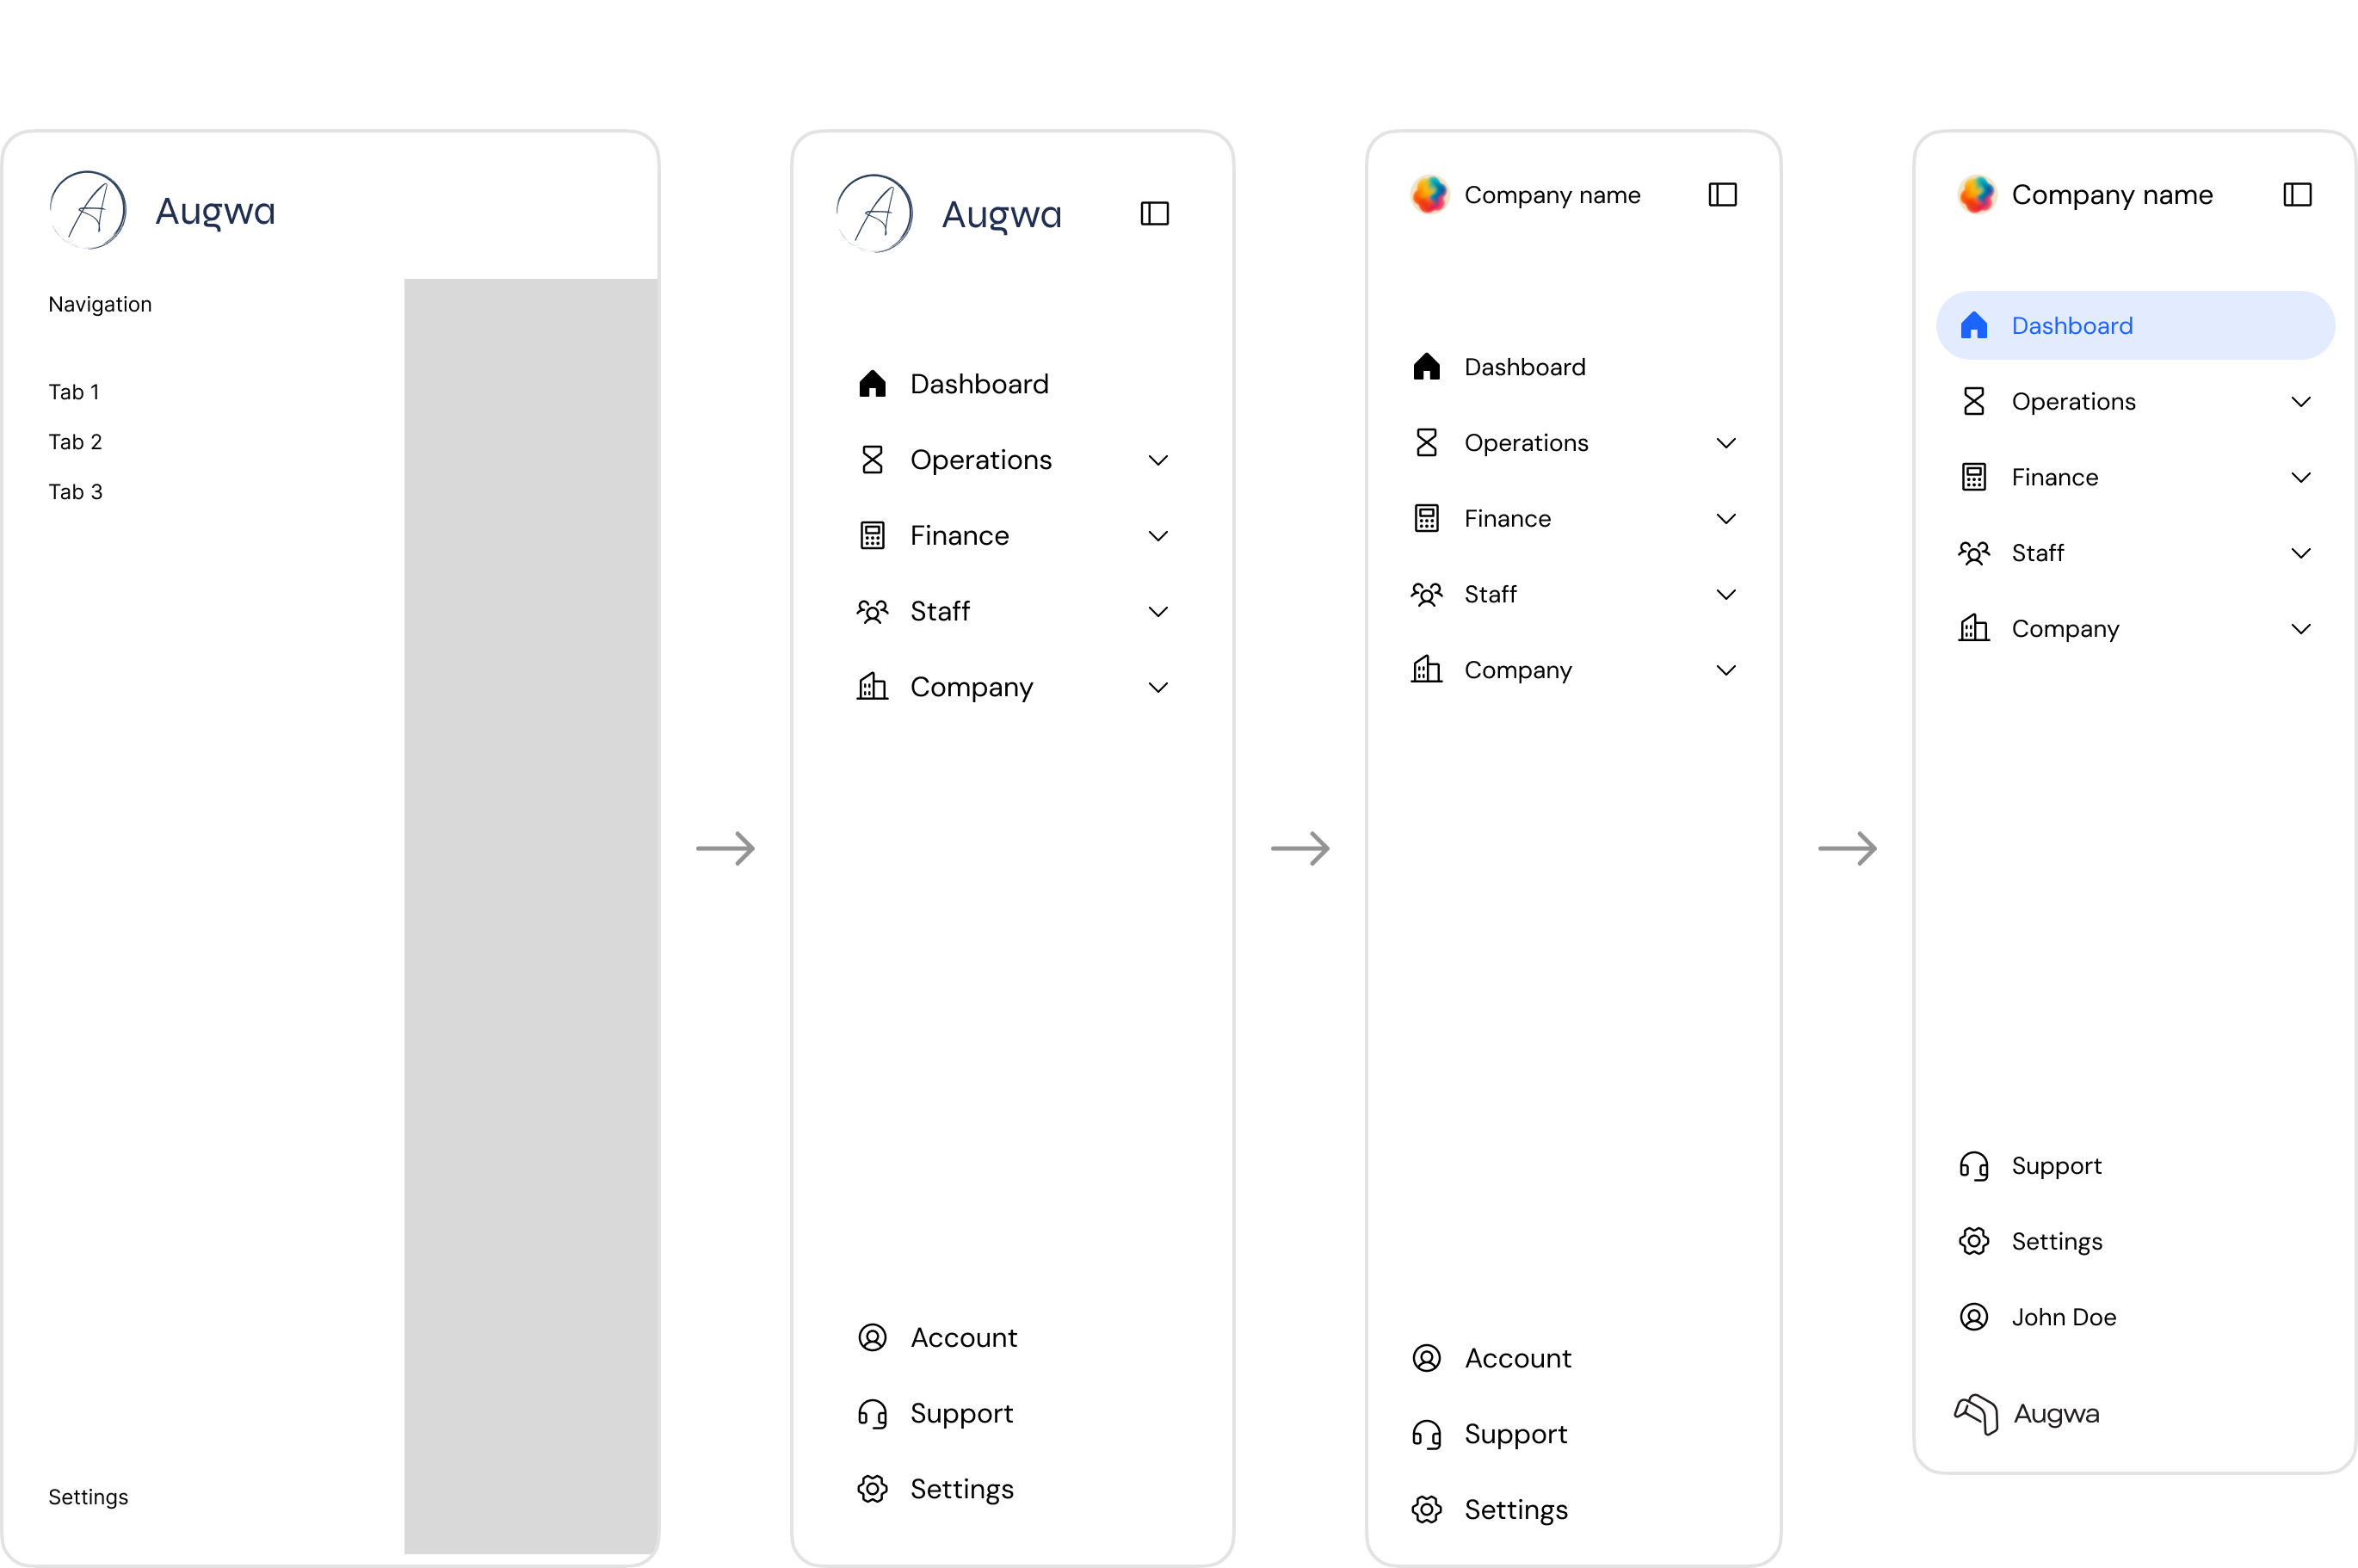 Augwa
Navigation
Tab 1
Tab 2
Tab 3
Settings
Augwa
Dashboard
Operations
Finance
Staff
Company
Account
Support
Settings
Company name
Dashboard
Operations
Finance
Staff
Company
Account
Support
Settings
Company name
Dashboard
Operations
Finance
Staff
Company
Support
Settings
John Doe
Augwa